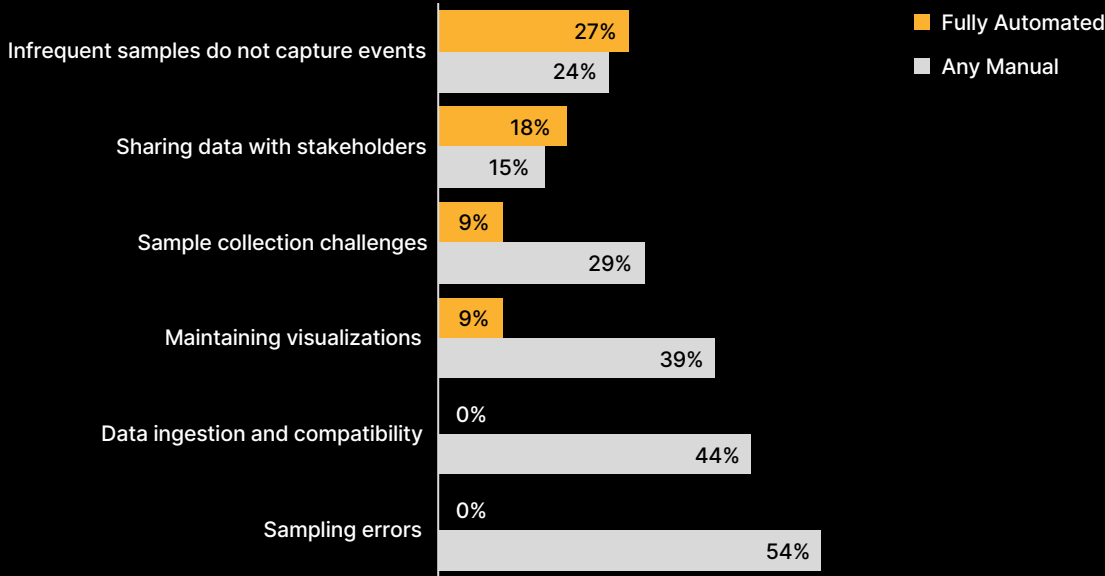 Fully Automated
Any Manual
Infrequent samples do not capture events
27%
24%
Sharing data with stakeholders
18%
15%
Sample collection challenges
9%
29%
Maintaining visualizations
9%
39%
Data ingestion and compatibility
0%
44%
Sampling errors
0%
54%